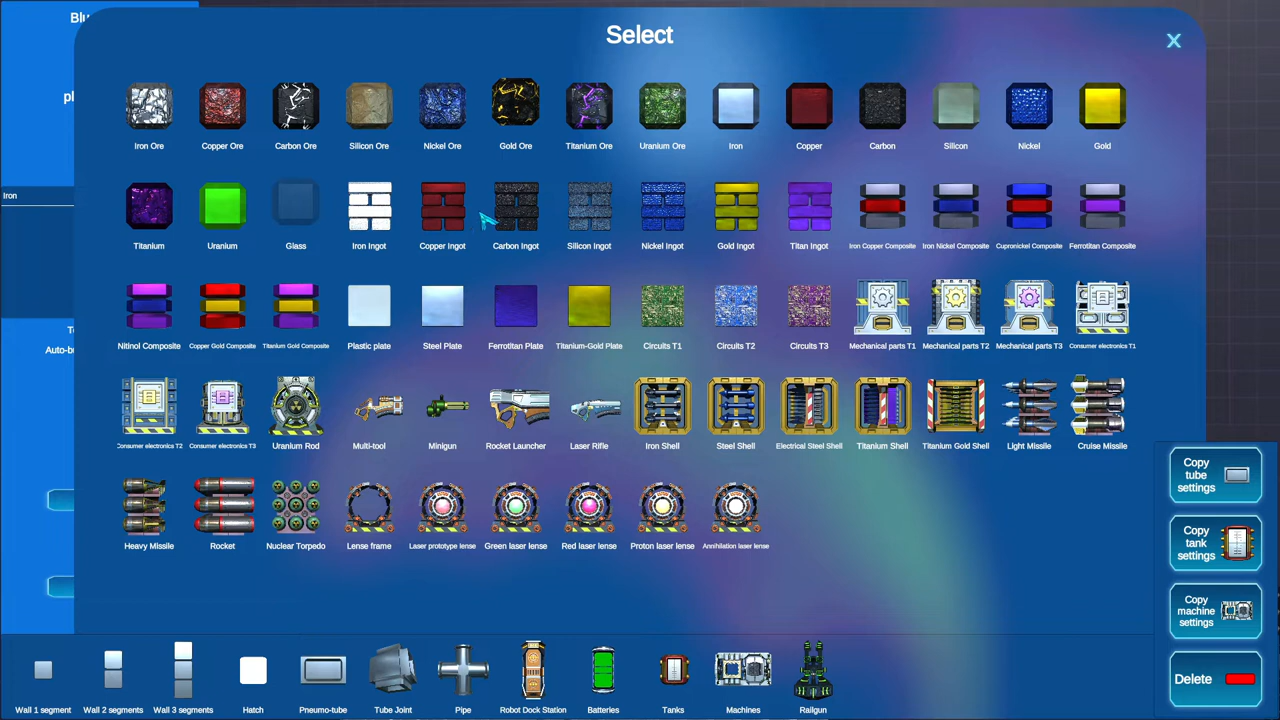 Blu
Select
X
pl
Iron Ore
Copper Ore
Carbon Ore
Silicon Ore
Nickel Ore
Gold Ore
Titanium Ore
Uranium Ore
Iron
Copper
Carbon
Silicon
Nickel
Gold
Iron
Titanium
Uranium
Glass
Iron Ingot
Copper Ingot
Carbon Ingot
Silicon Ingot
Nickel Ingot
Gold Ingot
Titan Ingot
Iron Copper Composite
Iron Nickel Composite
Cupronickel Composite
Ferrotitan Composite
Auto-bu
Nitinol Composite
Copper Gold Composite
Titanium Gold Composite
Plastic plate
Steel Plate
Ferrotitan Plate
Titanium-Gold Plate
Circuits T1
Circuits T2
Circuits T3
Mechanical parts T1
Mechanical parts T2
Mechanical parts T3
Consumer electronics T1
Consumer electronics T2
Consumer electronics T3
Uranium Rod
Multi-tool
Minigun
Rocket Launcher
Laser Rifle
Iron Shell
Steel Shell
Electrical Steel Shell
Titanium Shell
Titanium Gold Shell
Light Missile
Cruise Missile
Heavy Missile
Rocket
Nuclear Torpedo
Lense frame
Laser prototype lense
Green laser lense
Red laser lense
Proton laser lense
Annihilation laser lense
Copy
tube
settings
Copy
tank
settings
Copy
machine
settings
Delete
Wall 1 segment
Wall 2 segments
Wall 3 segments
Hatch
Pneumo-tube
Tube Joint
Pipe
Robot Dock Station
Batteries
Tanks
Machines
Railgun